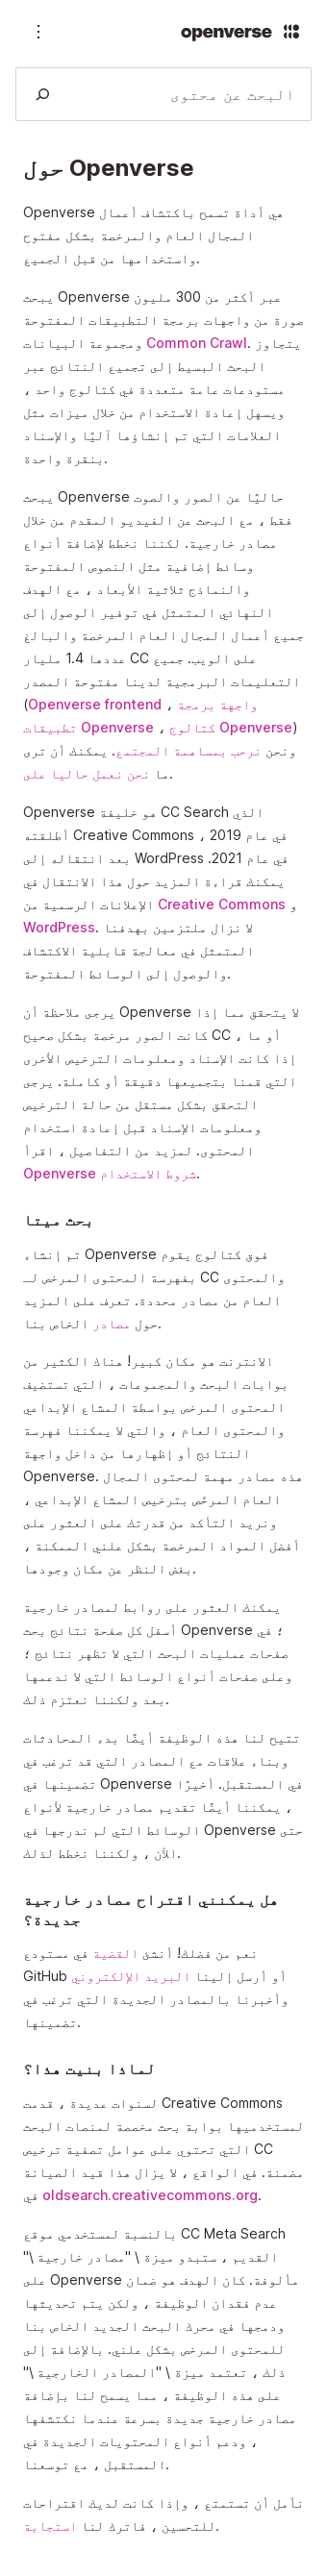 openverse
البحث عن محتوى
حول Openverse
Openverse هي أداة تسمح باكتشاف أعمال
المجال العام والمرخصة بشكل مفتوح
واستخدامها من قبل الجميع.
يبحث Openverse عبر أكثر من 300 مليون
صورة من واجهات برمجة التطبيقات المفتوحة
ومجموعة البيانات Common Crawl. يتجاوز
البحث البسيط إلى تجميع النتائج عبر
مستودعات عامة متعددة في كتالوج واحد ،
ويسهل إعادة الاستخدام من خلال ميزات مثل
العلامات التي تم إنشاؤها آليًا والإسناد
بنقرة واحدة.
يبحث Openverse حاليًا عن الصور والصوت
فقط ، مع البحث عن الفيديو المقدم من خلال
مصادر خارجية. لكننا نخطط لإضافة أنواع
وسائط إضافية مثل النصوص المفتوحة
والنماذج ثلاثية الأبعاد ، مع الهدف
النهائي المتمثل في توفير الوصول إلى
جميع أعمال المجال العام المرخصة والبالغ
عددها 1.4 مليار CC على الويب. جميع
التعليمات البرمجية لدينا مفتوحة المصدر
(Openverse frontend ، واجهة برمجة
تطبيقات Openverse ، كتالوج Openverse)
ونحن نرحب بمساهمة المجتمع. يمكنك أن ترى
ما نحن نعمل حاليا على.
هو خليفة Openverse CC Search الذي
أطلقته Creative Commons في عام 2019 ،
بعد انتقاله إلى WordPress في عام 2021.
يمكنك قراءة المزيد حول هذا الانتقال في
الإعلانات الرسمية من Creative Commons و
WordPress. لا نزال ملتزمين بهدفنا
المتمثل في معالجة قابلية الاكتشاف
والوصول إلى الوسائط المفتوحة.
يرجى ملاحظة أن Openverse لا يتحقق مما إذا
كانت الصور مرخصة بشكل صحيح CC ، أو ما
إذا كانت الإسناد ومعلومات الترخيص الأخرى
التي قمنا بتجميعها دقيقة أو كاملة. يرجى
التحقق بشكل مستقل من حالة الترخيص
ومعلومات الإسناد قبل إعادة استخدام
المحتوى. لمزيد من التفاصيل ، اقرأ
Openverse شروط الاستخدام.
بحث ميتا
تم إنشاء Openverse فوق كتالوج يقوم
بفهرسة المحتوى المرخص لـ CC والمحتوى
العام من مصادر محددة. تعرف على المزيد
حول مصادر الخاص بنا.
الانترنت هو مكان كبير! هناك الكثير من
بوابات البحث والمجموعات ، التي تستضيف
المحتوى المرخص بواسطة المشاع الإبداعي
والمحتوى العام ، والتي لا يمكننا فهرسة
النتائج أو إظهارها من داخل واجهة
Openverse. هذه مصادر مهمة لمحتوى المجال
العام المرخّص بترخيص المشاع الإبداعي ،
ونريد التأكد من قدرتك على العثور على
أفضل المواد المرخصة بشكل علني الممكنة ،
بغض النظر عن مكان وجودها.
يمكنك العثور على روابط لمصادر خارجية
أسفل كل صفحة نتائج بحث Openverse ؛ في
صفحات عمليات البحث التي لا تظهر نتائج ؛
وعلى صفحات أنواع الوسائط التي لا ندعمها
بعد ولكننا نعتزم ذلك.
تتيح لنا هذه الوظيفة أيضًا بدء المحادثات
وبناء علاقات مع المصادر التي قد ترغب في
تضمينها في Openverse في المستقبل. أخيرًا
، يمكننا أيضًا تقديم مصادر خارجية لأنواع
الوسائط التي لم ندرجها في Openverse حتى
الآن ، ولكننا نخطط لذلك.
هل يمكنني اقتراح مصادر خارجية
جديدة؟
نعم من فضلك! أنشئ القضية في مستودع
GitHub أو أرسل إلينا البريد الإلكتروني
وأخبرنا بالمصادر الجديدة التي ترغب في
تضمينها.
لماذا بنيت هذا؟
لسنوات عديدة ، قدمت Creative Commons
لمستخدميها بوابة بحث مخصصة لمنصات البحث
التي تحتوي على عوامل تصفية ترخيص CC
مضمنة. في الواقع ، لا يزال هذا قيد الصيانة
في oldsearch.creativecommons.org.
بالنسبة لمستخدمي موقع CC Meta Search
القديم ، ستبدو ميزة \ "مصادر خارجية \"
على Openverse مألوفة. كان الهدف هو ضمان
عدم فقدان الوظيفة ، ولكن يتم تحديثها
ودمجها في محرك البحث الجديد الخاص بنا
للمحتوى المرخص بشكل علني. بالإضافة إلى
ذلك ، تعتمد ميزة \ "المصادر الخارجية \"
على هذه الوظيفة ، مما يسمح لنا بإضافة
مصادر خارجية جديدة بسرعة عندما نكتشفها
، ودعم أنواع المحتويات الجديدة في
المستقبل ، مع توسعنا.
نأمل أن تستمتع ، وإذا كانت لديك اقتراحات
للتحسين ، فاترك لنا استجابة.